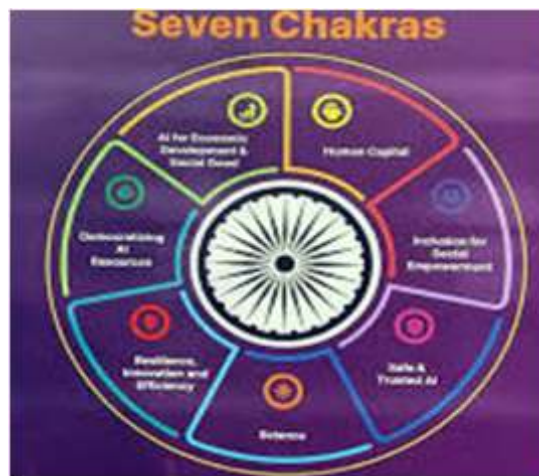 Seven Chakras
AI for Economic
Development &
Social Good
Human Capital
Inclusion for
Social
Empowerment
Safe &
Trusted AI
Science
Resilience,
Innovation and
Efficiency
Democratizing
AI
Resources